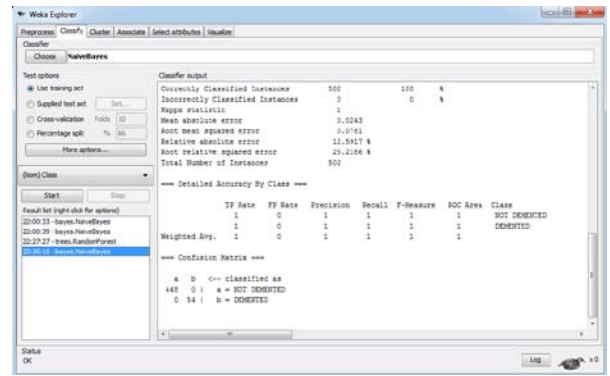 Weka Explorer
Preprocess Classify Cluster Associate Select attributes Visualize
Classifier
Choose NaiveBayes
Test options
Use training set
Supplied test set Set...
Cross-validation Folds 10
Percentage split % 66
More options...
(Nom) Class
Start Stop
Result list (right-click for options)
22:00:33 - bayes.NaiveBayes
22:00:39 - bayes.NaiveBayes
22:27:27 - trees.RandomForest
22:36:15 - bayes.NaiveBayes
Classifier output
Correctly Classified Instances 502 100 %
Incorrectly Classified Instances 0 0 %
Kappa statistic 1
Mean absolute error 0.0243
Root mean squared error 0.0781
Relative absolute error 12.5917 %
Root relative squared error 25.2186 %
Total Number of Instances 502
=== Detailed Accuracy By Class ===
TP Rate FP Rate Precision Recall F-Measure ROC Area Class
1 0 1 1 1 1 NOT DEMENTED
1 0 1 1 1 1 DEMENTED
Weighted Avg. 1 0 1 1 1 1
=== Confusion Matrix ===
a b <-- classified as
448 0 | a = NOT DEMENTED
0 54 | b = DEMENTED
Status
OK
Log x 0